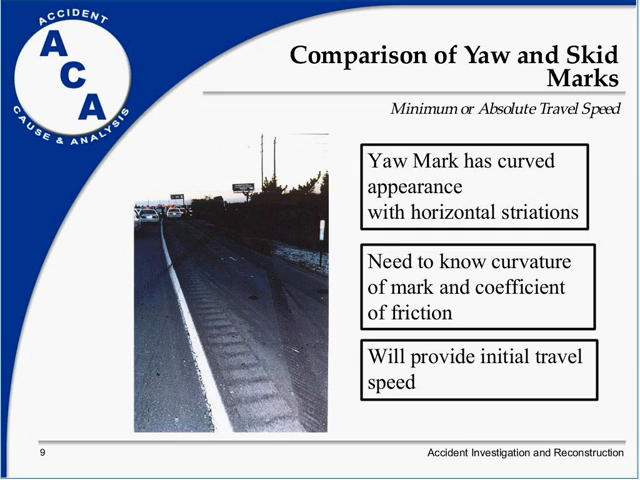 ACCIDENT
A
C
A
CAUSE & ANALYSIS
Comparison of Yaw and Skid
Marks
Minimum or Absolute Travel Speed
Yaw Mark has curved
appearance
with horizontal striations
Need to know curvature
of mark and coefficient
of friction
Will provide initial travel
speed
9
Accident Investigation and Reconstruction